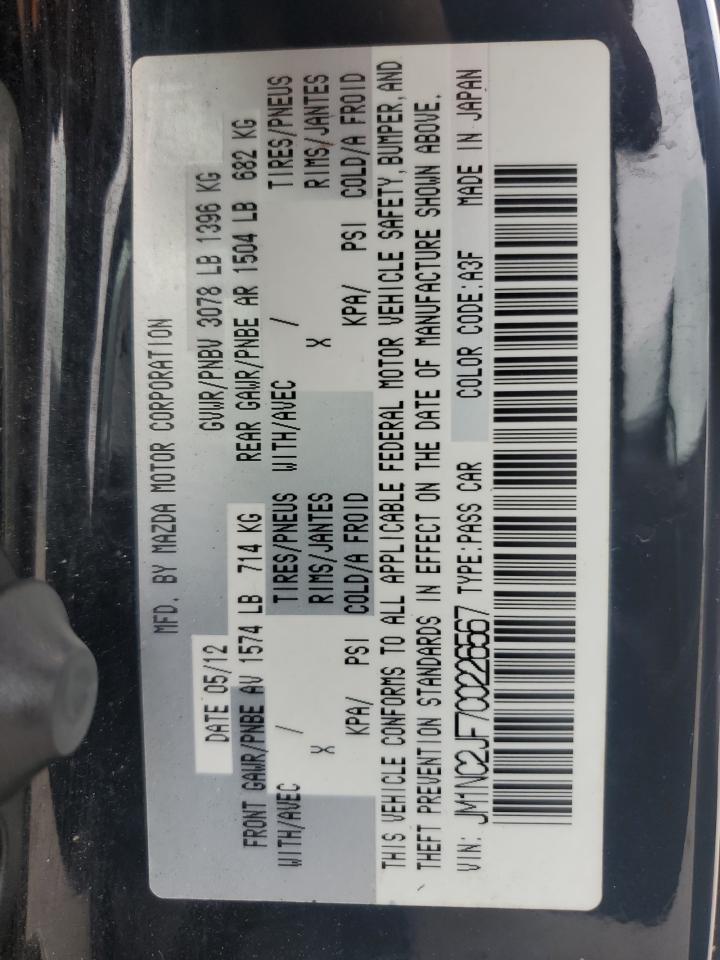 MFD. BY MAZDA MOTOR CORPORATION
DATE 05/12 GVWR/PNBV 3078 LB 1396 KG
FRONT GAWR/PNBE AV 1574 LB 714 KG REAR GAWR/PNBE AR 1504 LB 682 KG
WITH/AVEC / TIRES/PNEUS WITH/AVEC / TIRES/PNEUS
X RIMS/JANTES X RIMS/JANTES
KPA/ PSI COLD/A FROID KPA/ PSI COLD/A FROID
THIS VEHICLE CONFORMS TO ALL APPLICABLE FEDERAL MOTOR VEHICLE SAFETY, BUMPER, AND
THEFT PREVENTION STANDARDS IN EFFECT ON THE DATE OF MANUFACTURE SHOWN ABOVE.
VIN: JM1NC2JF7C0226567 TYPE:PASS CAR COLOR CODE:A3F MADE IN JAPAN